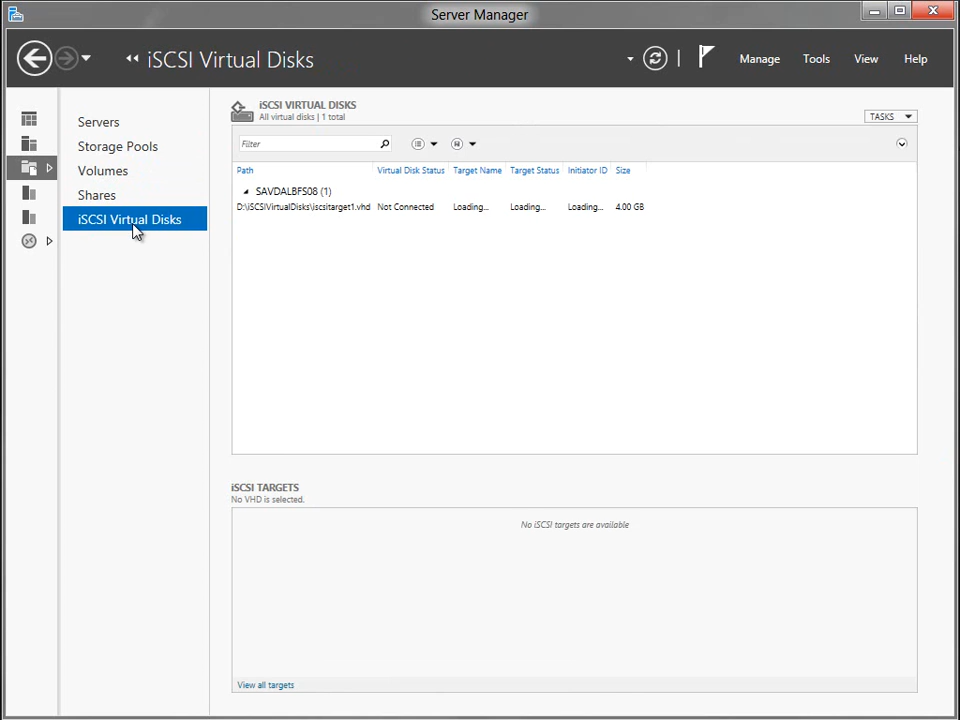 Server Manager
iSCSI Virtual Disks
Manage
Tools
View
Help
Servers
Storage Pools
Volumes
Shares
iSCSI Virtual Disks
iSCSI VIRTUAL DISKS
All virtual disks | 1 total
TASKS
Filter
Path Virtual Disk Status Target Name Target Status Initiator ID Size
SAVDALBFS08 (1)
D:\iSCSIVirtualDisks\iscsitarget1.vhd Not Connected Loading... Loading... Loading... 4.00 GB
iSCSI TARGETS
No VHD is selected.
No iSCSI targets are available
View all targets